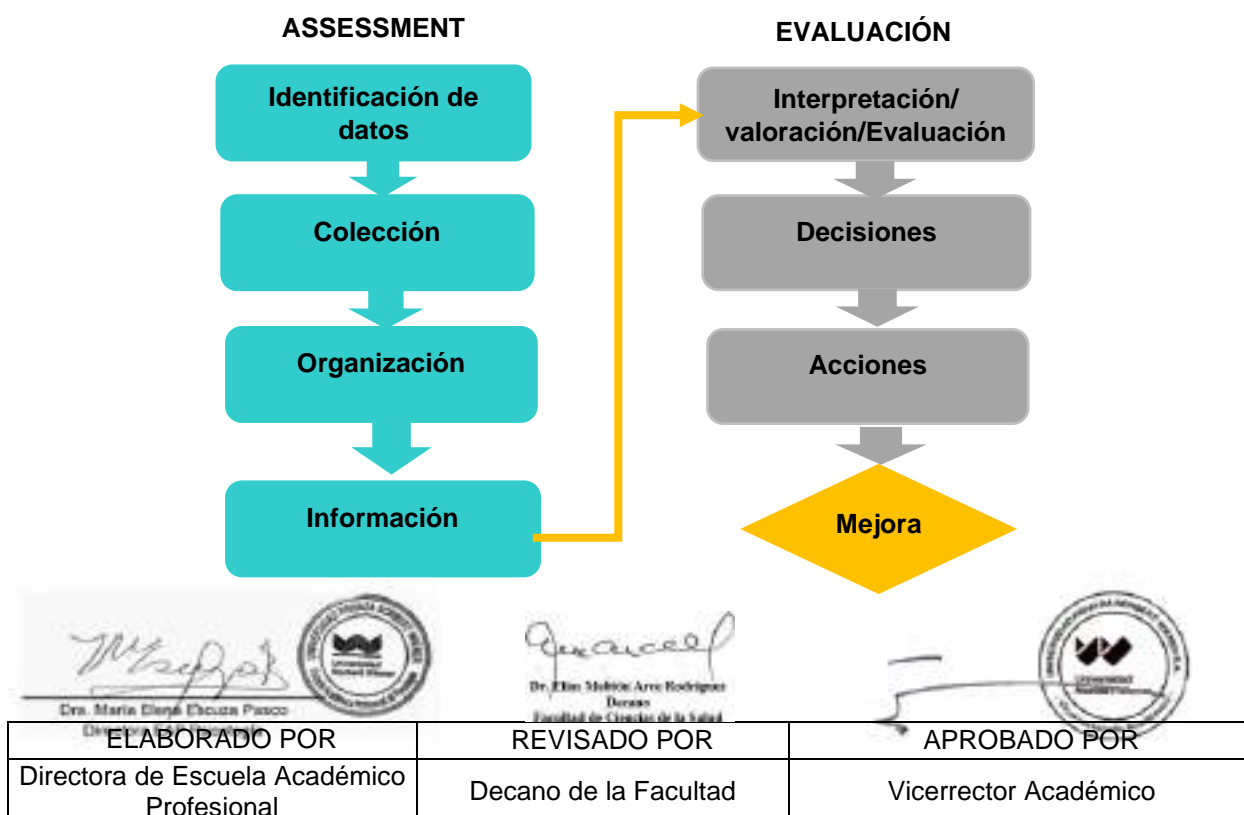 ASSESSMENT
Identificación de
datos
Colección
Organización
Información
EVALUACIÓN
Interpretación/
valoración/Evaluación
Decisiones
Acciones
Mejora
Dra. Maria Elena Escuza Pasco
Dr. Elias Melitón Arce Rodríguez
Decano
Facultad de Ciencias de la Salud
ELABORADO POR
REVISADO POR
APROBADO POR
Directora de Escuela Académico
Profesional
Decano de la Facultad
Vicerrector Académico